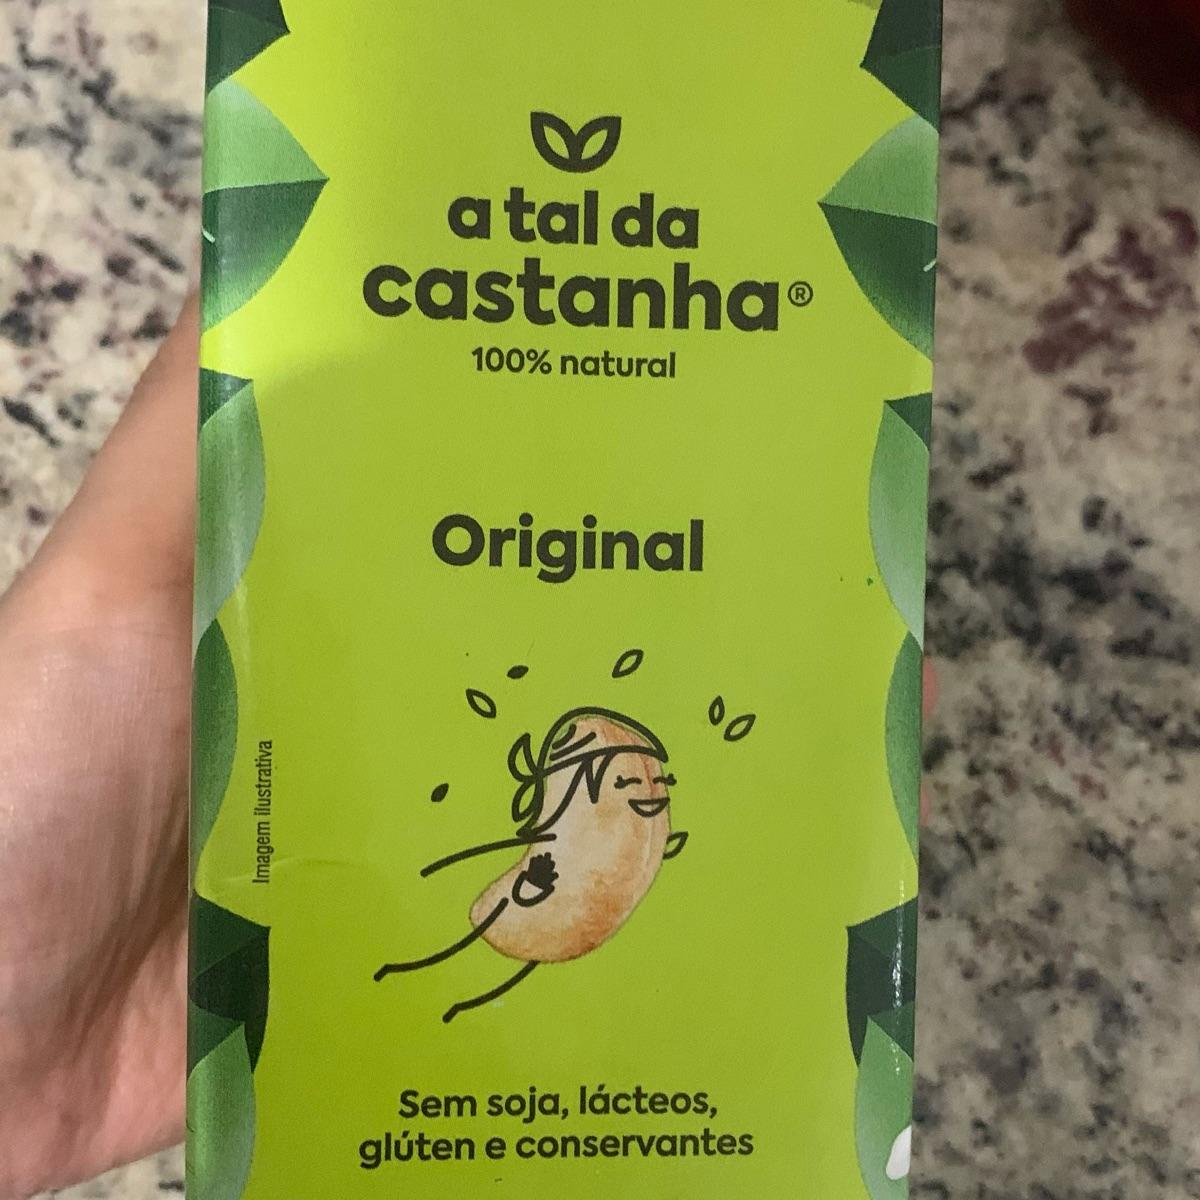 a tal da
castanha®
100% natural
Original
Imagem ilustrativa
Sem soja, lácteos,
glúten e conservantes